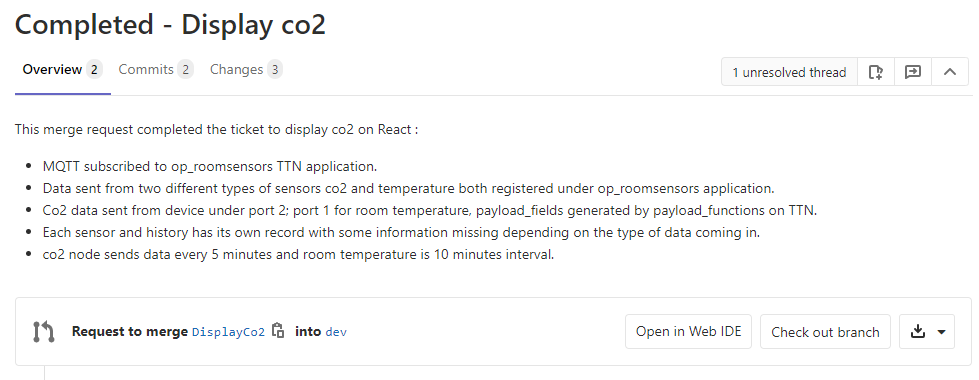 Completed - Display co2
Overview 2 Commits 2 Changes 3
1 unresolved thread
This merge request completed the ticket to display co2 on React :
• MQTT subscribed to op_roomsensors TTN application.
• Data sent from two different types of sensors co2 and temperature both registered under op_roomsensors application.
• Co2 data sent from device under port 2; port 1 for room temperature, payload_fields generated by payload_functions on TTN.
• Each sensor and history has its own record with some information missing depending on the type of data coming in.
• co2 node sends data every 5 minutes and room temperature is 10 minutes interval.
Request to merge DisplayCo2 into dev
Open in Web IDE Check out branch